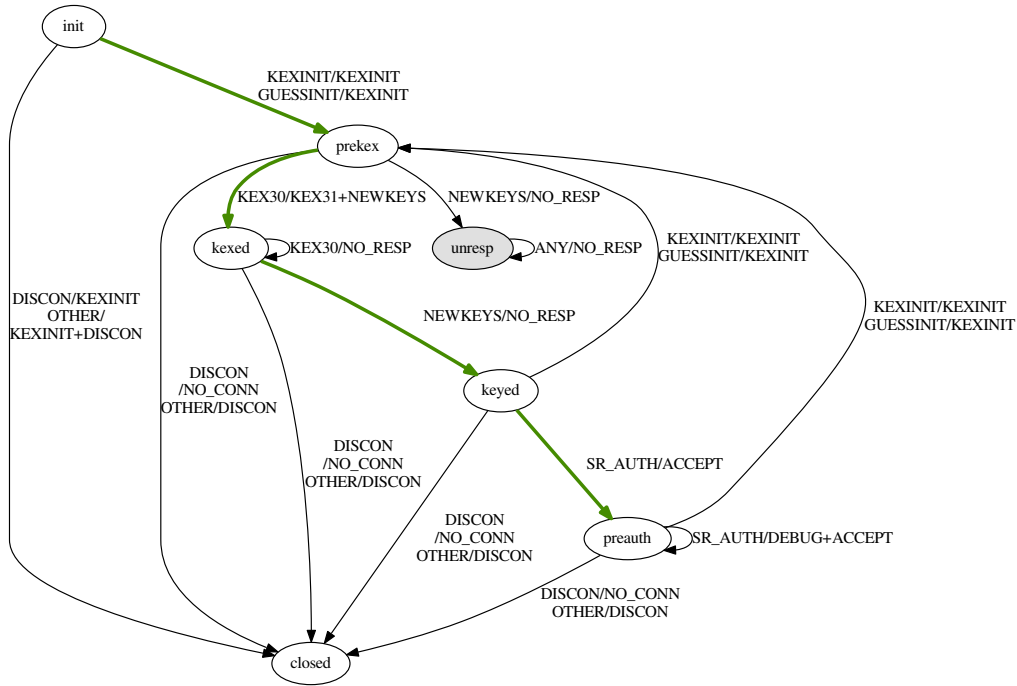 init
KEXINIT/KEXINIT
GUESSINIT/KEXINIT
prekex
KEX30/KEX31+NEWKEYS
NEWKEYS/NO_RESP
kexed
KEX30/NO_RESP
unresp
ANY/NO_RESP
KEXINIT/KEXINIT
GUESSINIT/KEXINIT
DISCON/KEXINIT
OTHER/
KEXINIT+DISCON
NEWKEYS/NO_RESP
KEXINIT/KEXINIT
GUESSINIT/KEXINIT
DISCON
/NO_CONN
OTHER/DISCON
keyed
DISCON
/NO_CONN
OTHER/DISCON
SR_AUTH/ACCEPT
DISCON
/NO_CONN
OTHER/DISCON
preauth
SR_AUTH/DEBUG+ACCEPT
DISCON/NO_CONN
OTHER/DISCON
closed